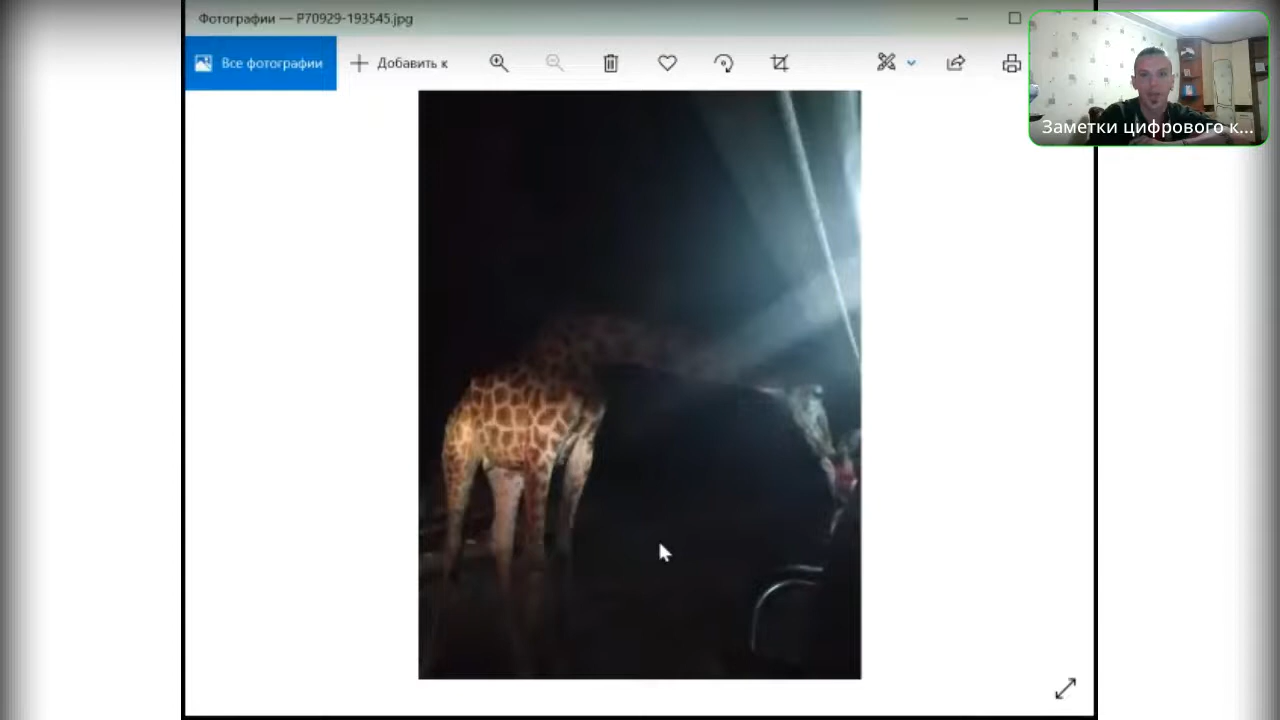 Фотографии — P70929-193545.jpg
Все фотографии
Добавить к
Заметки цифрового к...